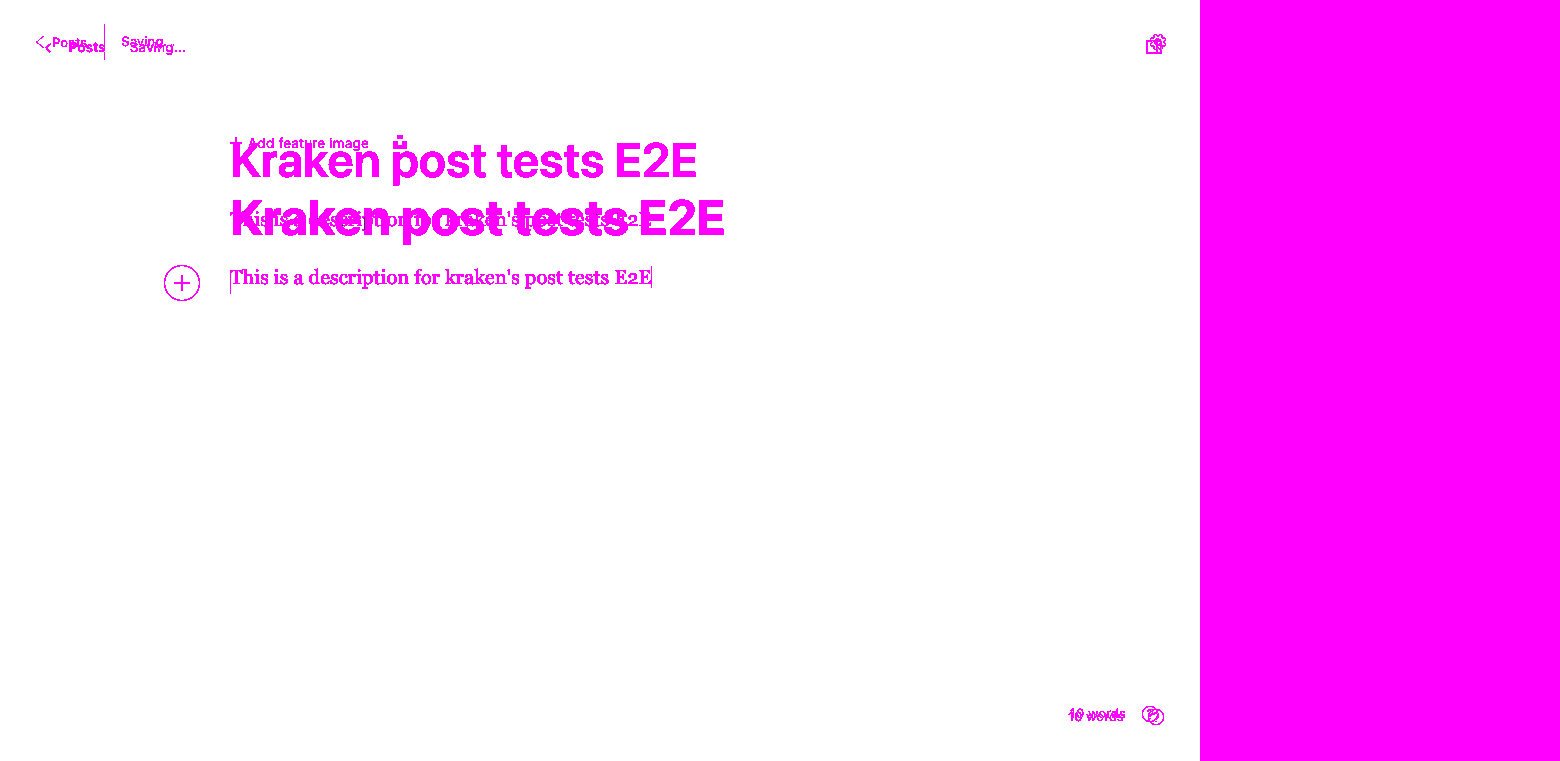 Posts Saving...
Posts Saving...
+ Add feature image
Kraken post tests E2E
This is a description for kraken's post tests E2E
Kraken post tests E2E
This is a description for kraken's post tests E2E
10 words
10 words